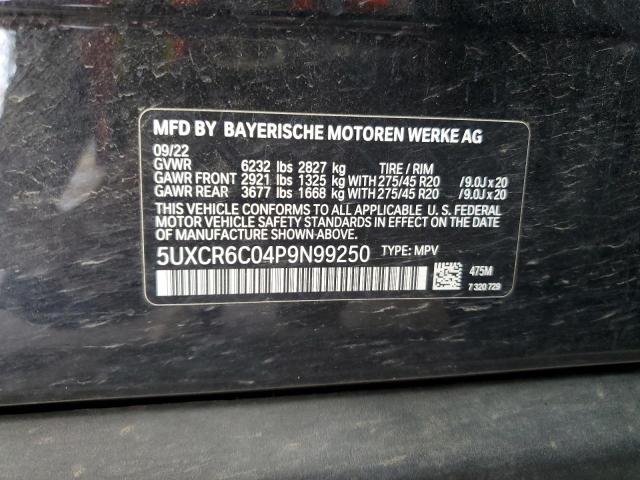 MFD BY BAYERISCHE MOTOREN WERKE AG
09/22
GVWR 6232 lbs 2827 kg TIRE / RIM
GAWR FRONT 2921 lbs 1325 kg WITH 275/45 R20 /9.0J x 20
GAWR REAR 3677 lbs 1668 kg WITH 275/45 R20 /9.0J x 20
THIS VEHICLE CONFORMS TO ALL APPLICABLE U. S. FEDERAL
MOTOR VEHICLE SAFETY STANDARDS IN EFFECT ON THE DATE
OF MANUFACTURE SHOWN ABOVE.
5UXCR6C04P9N99250 TYPE: MPV
475M
7 320 729